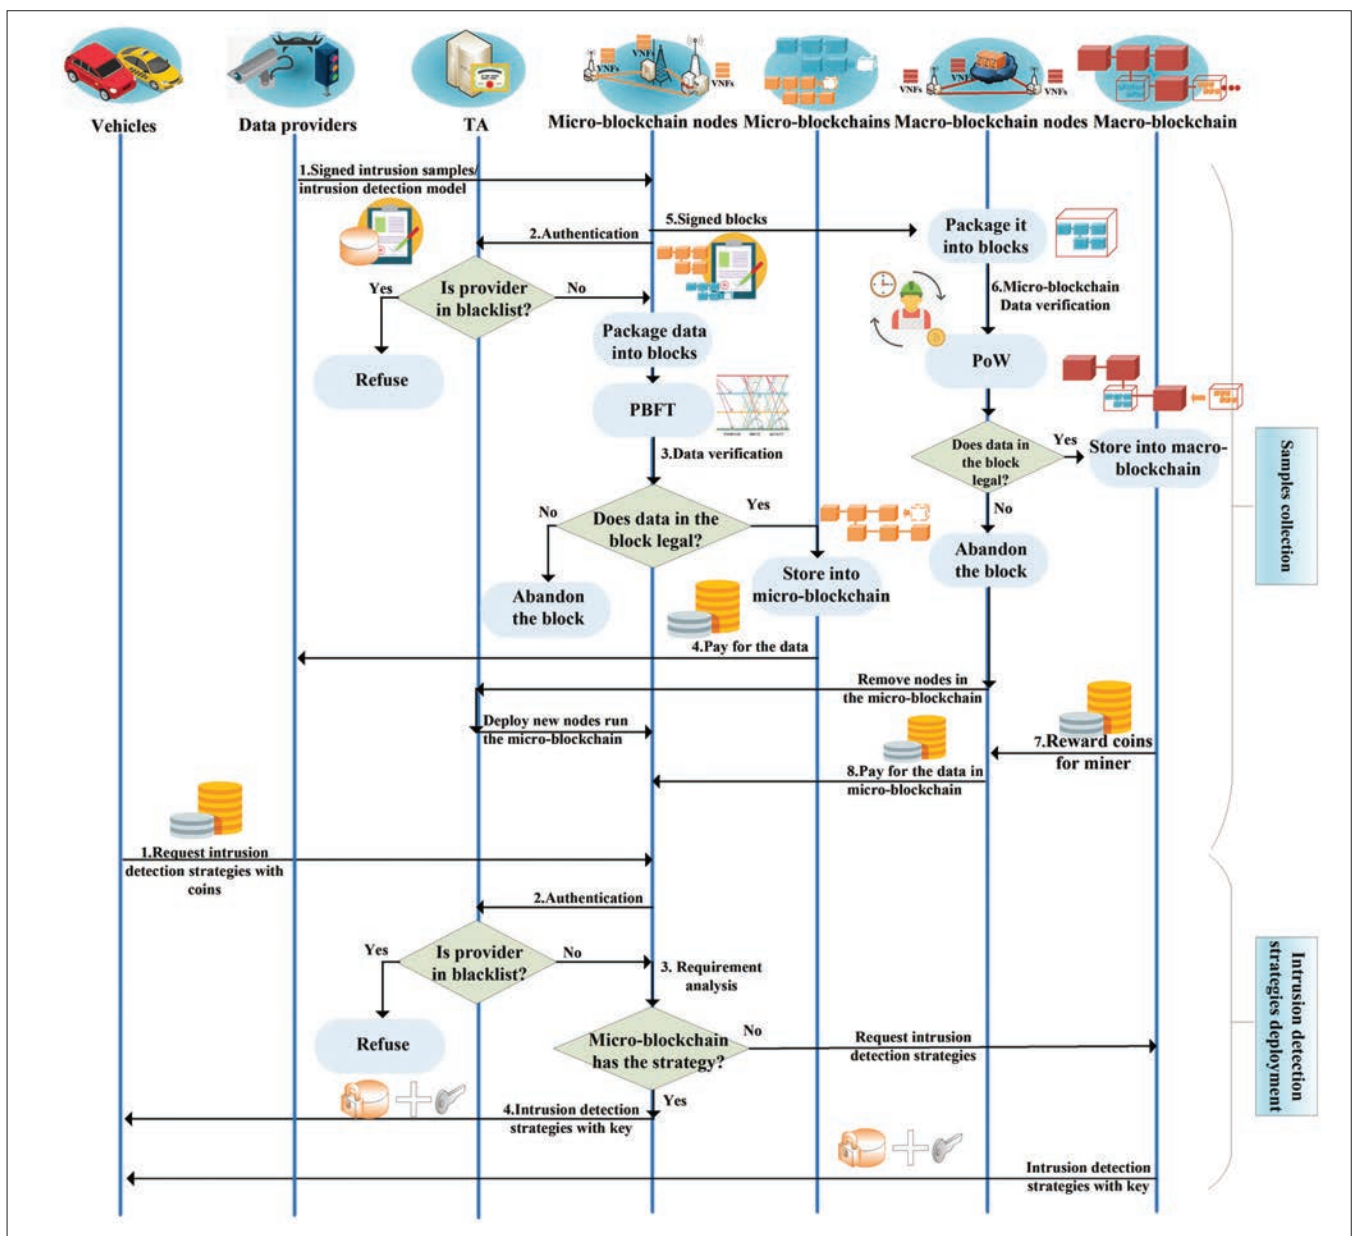 VNFs
VNFs
VNFs
VNFs
VNFs
VNFs
Vehicles
Data providers
TA
Micro-blockchain nodes
Micro-blockchains
Macro-blockchain nodes
Macro-blockchain
1.Signed intrusion samples/
intrusion detection model
5.Signed blocks
2.Authentication
Package it
into blocks
Is provider
in blacklist?
Yes
No
6.Micro-blockchain
Data verification
Package data
into blocks
Refuse
PoW
PBFT
3.Data verification
Does data in
the block
legal?
Yes
Store into macro-
blockchain
No
Does data in the
block legal?
No
Yes
Abandon
the block
Store into
micro-blockchain
Abandon
the block
4.Pay for the data
Remove nodes in
the micro-blockchain
Deploy new nodes run
the micro-blockchain
7.Reward coins
for miner
8.Pay for the data in
micro-blockchain
Samples collection
1.Request intrusion
detection strategies with
coins
2.Authentication
Is provider
in blacklist?
Yes
No
3. Requirement
analysis
Refuse
Micro-blockchain
has the strategy?
No
Request intrusion
detection strategies
Yes
4.Intrusion detection
strategies with key
Intrusion detection
strategies with key
Intrusion detection
strategies deployment